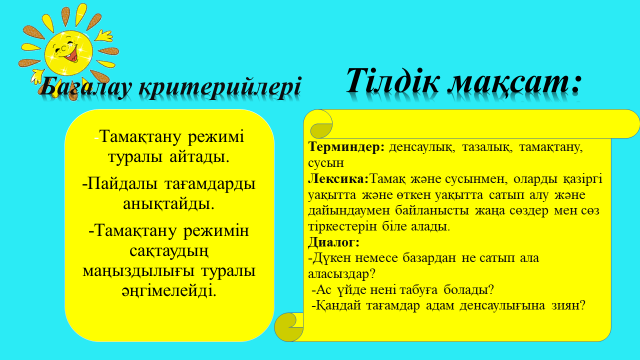 Бағалау критерийлері
-Тамақтану режимі
туралы айтады.
-Пайдалы тағамдарды
анықтайды.
-Тамақтану режимін
сақтаудың
маңыздылығы туралы
әңгімелейді.
Тілдік мақсат:
Терминдер: денсаулық, тазалық, тамақтану,
сусын
Лексика:Тамақ және сусынмен, оларды қазіргі
уақытта және өткен уақытта сатып алу және
дайындаумен байланысты жаңа сөздер мен сөз
тіркестерін біле алады.
Диалог:
-Дүкен немесе базардан не сатып ала
аласыздар?
-Ас үйде нені табуға болады?
-Қандай тағамдар адам денсаулығына зиян?